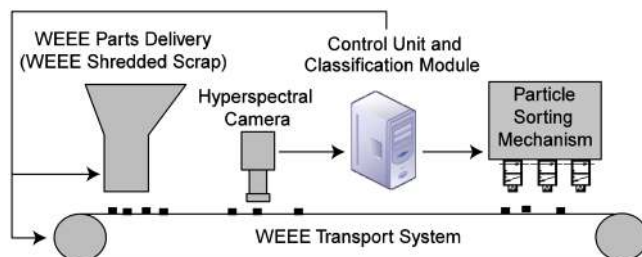 WEEE Parts Delivery
(WEEE Shredded Scrap)
Control Unit and
Classification Module
Hyperspectral
Camera
Particle
Sorting
Mechanism
WEEE Transport System